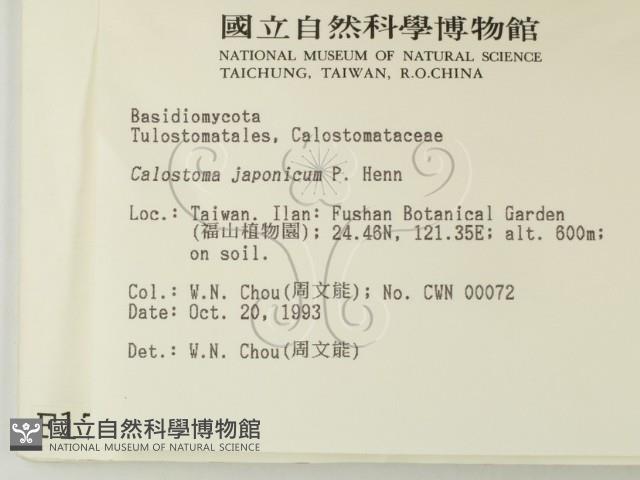 國立自然科學博物館
NATIONAL MUSEUM OF NATURAL SCIENCE
TAICHUNG, TAIWAN, R.O.CHINA
Basidiomycota
Tulostomatales, Calostomataceae
Calostoma japonicum P. Henn
Loc.: Taiwan. Ilan: Fushan Botanical Garden
(福山植物園); 24.46N, 121.35E; alt. 600m;
on soil.
Col.: W.N. Chou(周文能); No. CWN 00072
Date: Oct. 20, 1993
Det.: W.N. Chou(周文能)
國立自然科學博物館
NATIONAL MUSEUM OF NATURAL SCIENCE